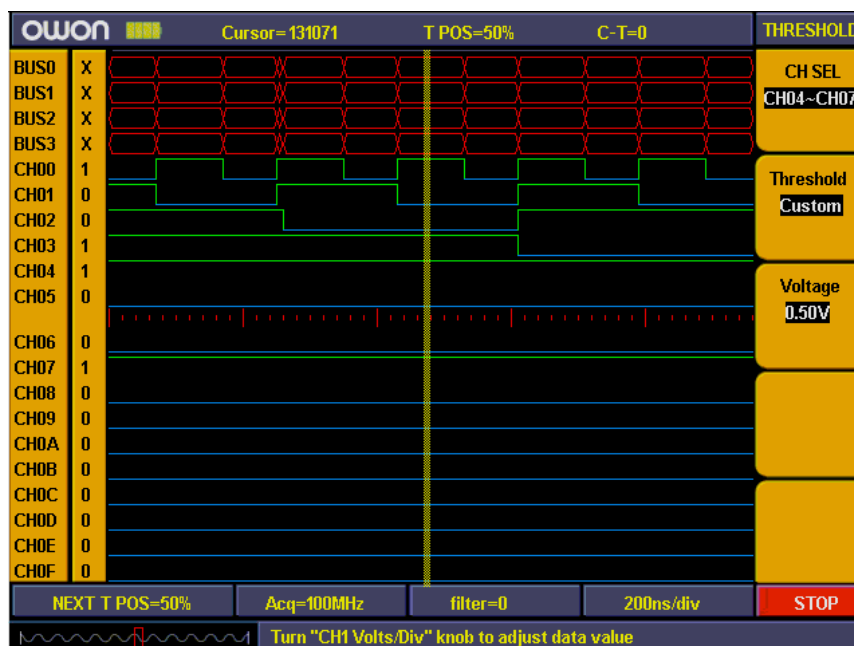 OWON Cursor=131071 T POS=50% C-T=0 THRESHOLD
BUS0 X
BUS1 X
BUS2 X
BUS3 X
CH00 1
CH01 0
CH02 0
CH03 1
CH04 1
CH05 0
CH06 0
CH07 1
CH08 0
CH09 0
CH0A 0
CH0B 0
CH0C 0
CH0D 0
CH0E 0
CH0F 0
CH SEL
CH04~CH07
Threshold
Custom
Voltage
0.50V
NEXT T POS=50% Acq=100MHz filter=0 200ns/div STOP
Turn "CH1 Volts/Div" knob to adjust data value